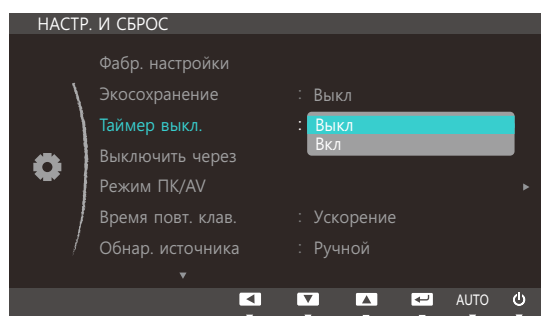 НАСТР. И СБРОС
Фабр. настройки
Экосохранение : Выкл
Таймер выкл. : Выкл
Вкл
Выключить через
Режим ПК/AV
Время повт. клав. : Ускорение
Обнар. источника : Ручной
AUTO